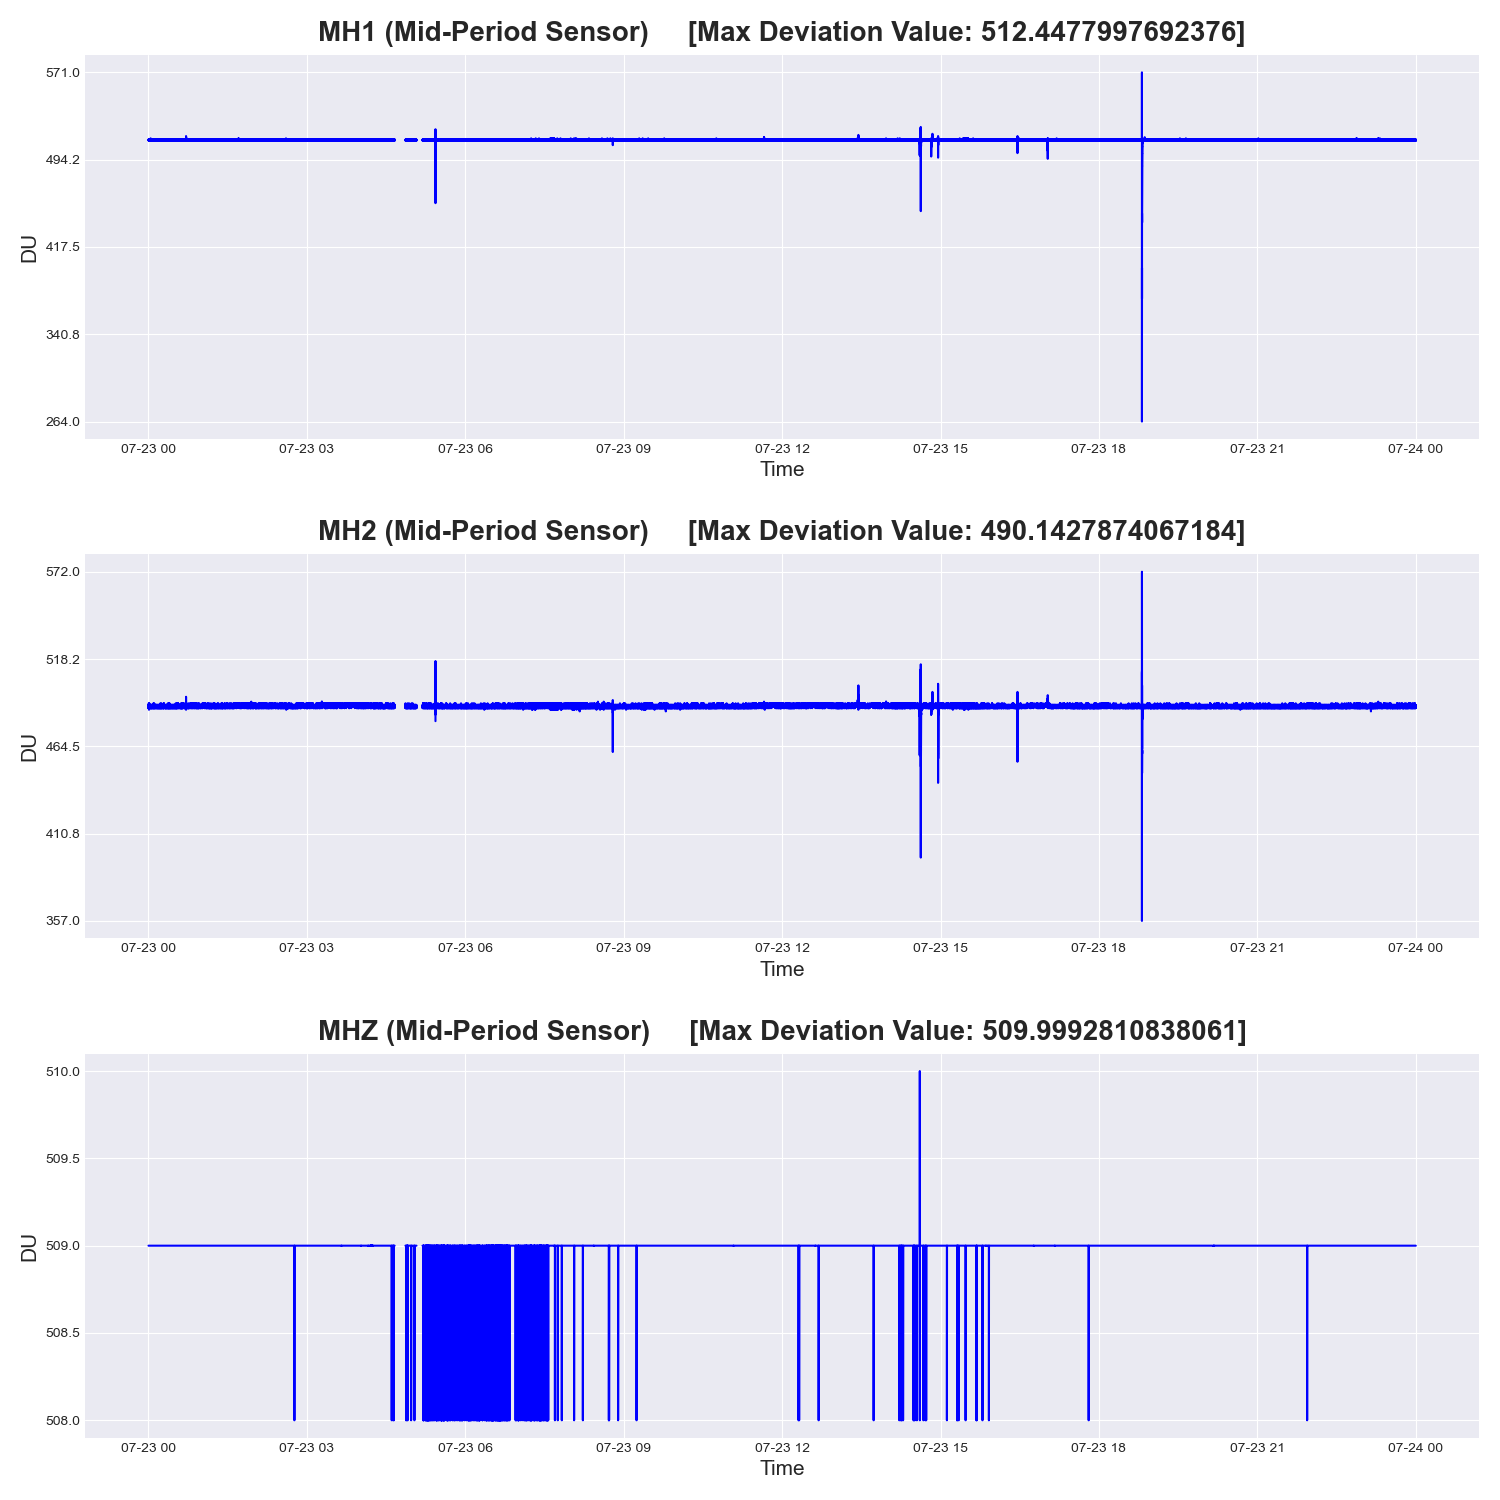 MH1 (Mid-Period Sensor) [Max Deviation Value: 512.4477997692376]
571.0
494.2
417.5
340.8
264.0
DU
07-23 00 07-23 03 07-23 06 07-23 09 07-23 12 07-23 15 07-23 18 07-23 21 07-24 00
Time
MH2 (Mid-Period Sensor) [Max Deviation Value: 490.1427874067184]
572.0
518.2
464.5
410.8
357.0
DU
07-23 00 07-23 03 07-23 06 07-23 09 07-23 12 07-23 15 07-23 18 07-23 21 07-24 00
Time
MHZ (Mid-Period Sensor) [Max Deviation Value: 509.9992810838061]
510.0
509.5
509.0
508.5
508.0
DU
07-23 00 07-23 03 07-23 06 07-23 09 07-23 12 07-23 15 07-23 18 07-23 21 07-24 00
Time